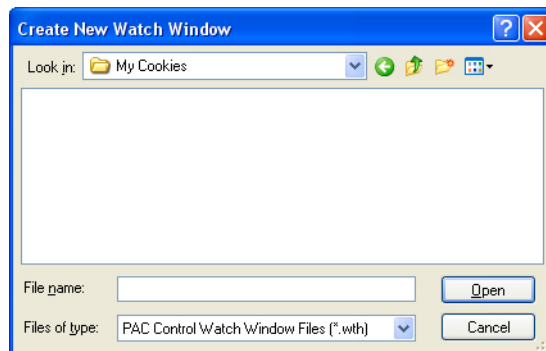 Create New Watch Window
Look in: My Cookies
File name: Open
Files of type: PAC Control Watch Window Files (*.wth) Cancel